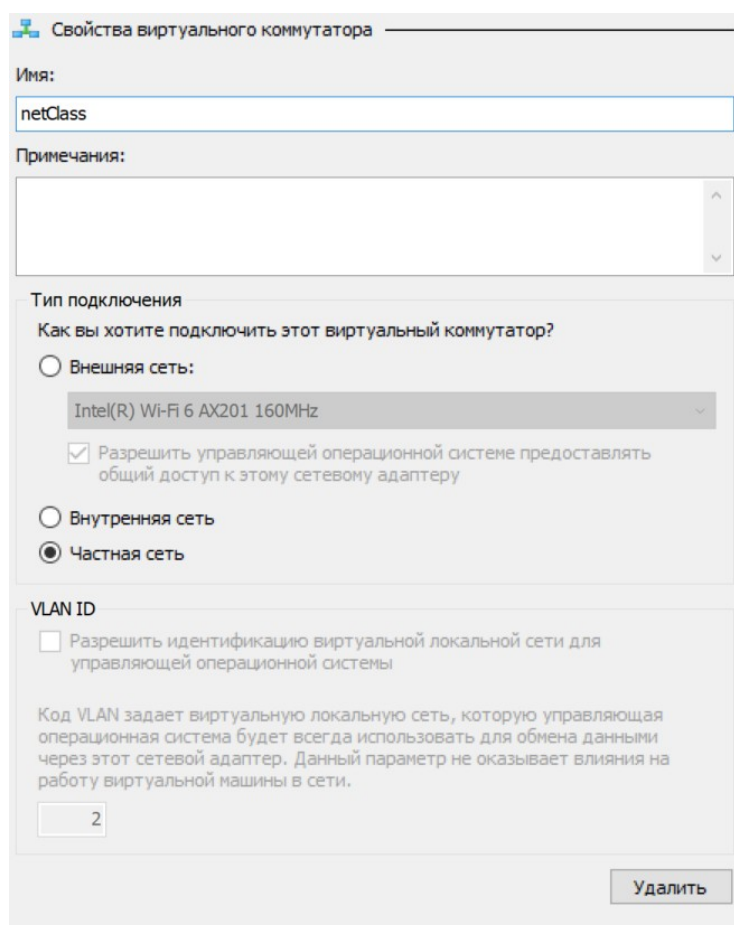 Свойства виртуального коммутатора
Имя:
netClass
Примечания:
Тип подключения
Как вы хотите подключить этот виртуальный коммутатор?
Внешняя сеть:
Intel(R) Wi-Fi 6 AX201 160MHz
Разрешить управляющей операционной системе предоставлять
общий доступ к этому сетевому адаптеру
Внутренняя сеть
Частная сеть
VLAN ID
Разрешить идентификацию виртуальной локальной сети для
управляющей операционной системы
Код VLAN задает виртуальную локальную сеть, которую управляющая
операционная система будет всегда использовать для обмена данными
через этот сетевой адаптер. Данный параметр не оказывает влияния на
работу виртуальной машины в сети.
2
Удалить